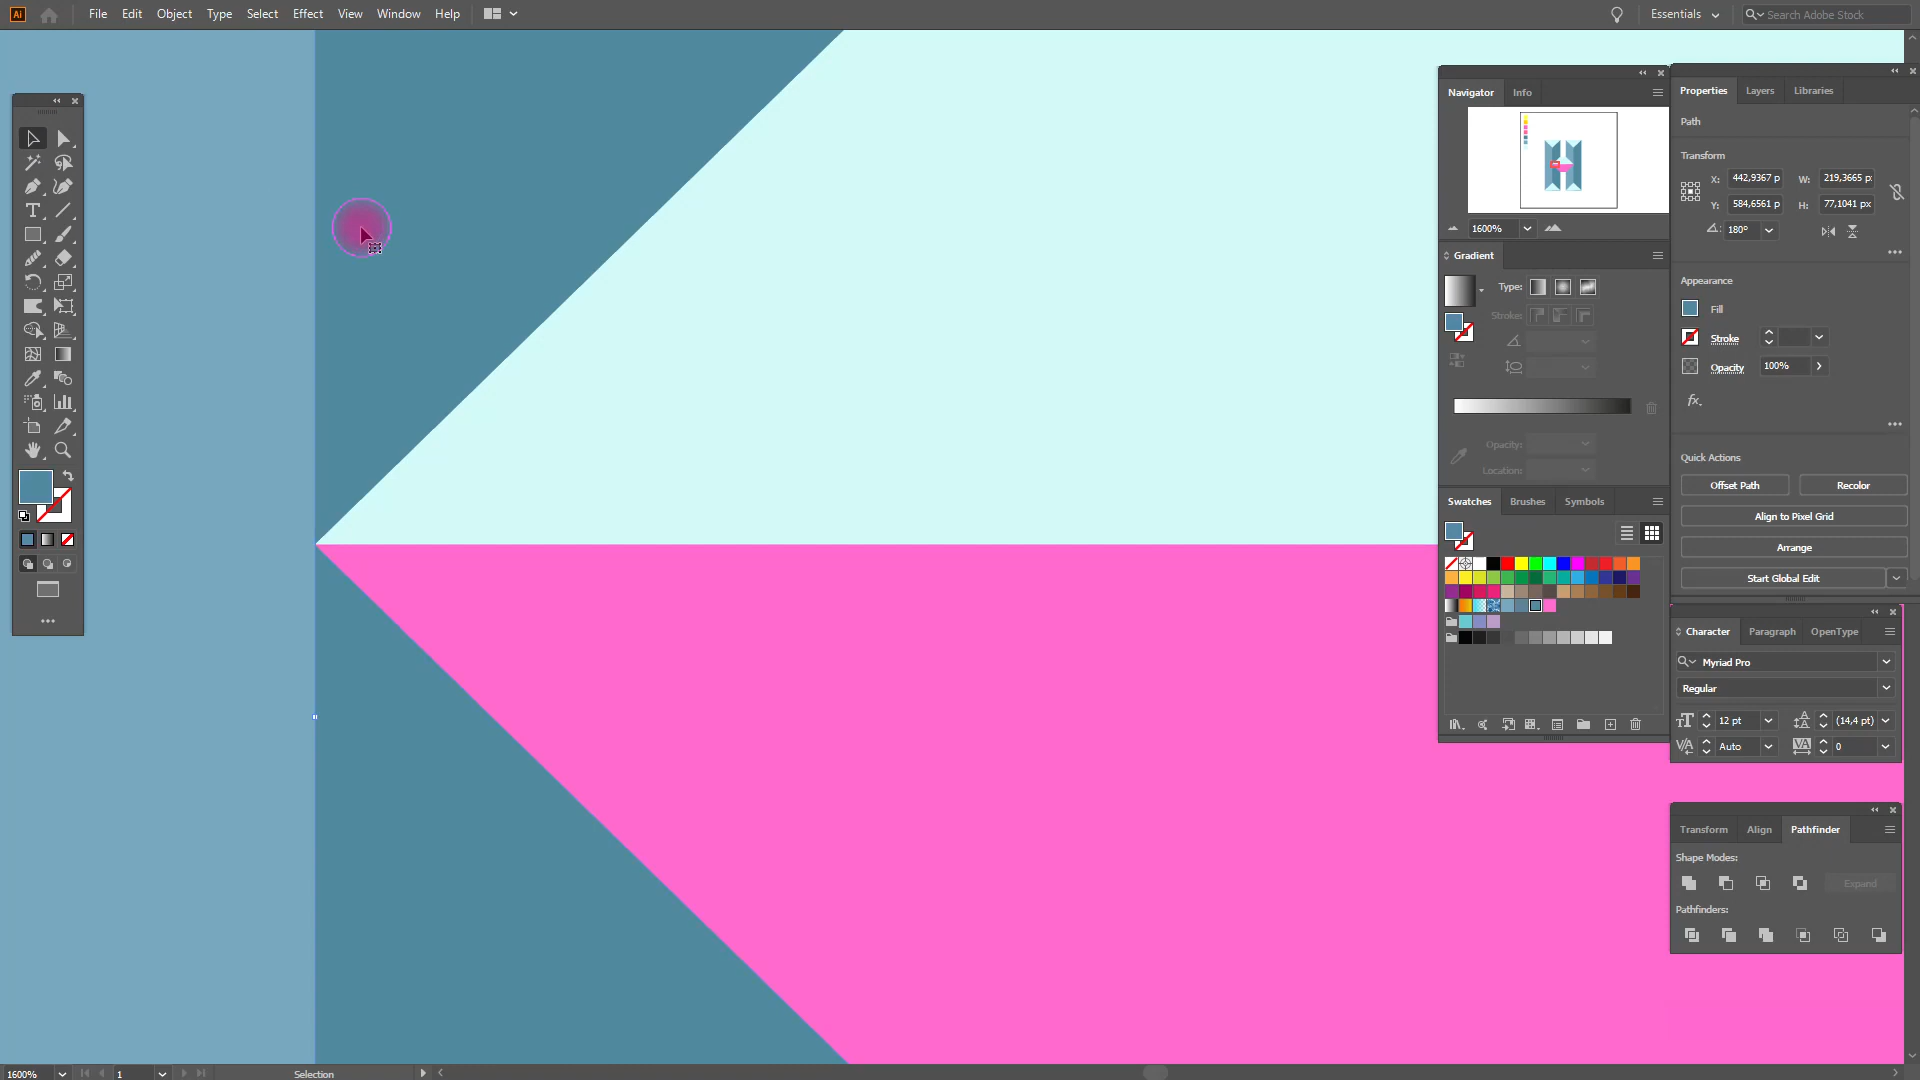 Ai File Edit Object Type Select Effect View Window Help Essentials Search Adobe Stock
Navigator Info
1600%
Gradient
Type:
Stroke:
Opacity:
Location:
Swatches Brushes Symbols
Properties Layers Libraries
Path
Transform
X: 442,9367 p W: 219,3665 p
Y: 584,6561 p H: 77,1041 px
180°
Appearance
Fill
Stroke
Opacity 100%
fx.
Quick Actions
Offset Path Recolor
Align to Pixel Grid
Arrange
Start Global Edit
Character Paragraph OpenType
Myriad Pro
Regular
12 pt (14,4 pt)
Auto 0
Transform Align Pathfinder
Shape Modes:
Expand
Pathfinders:
1600% 1 Selection